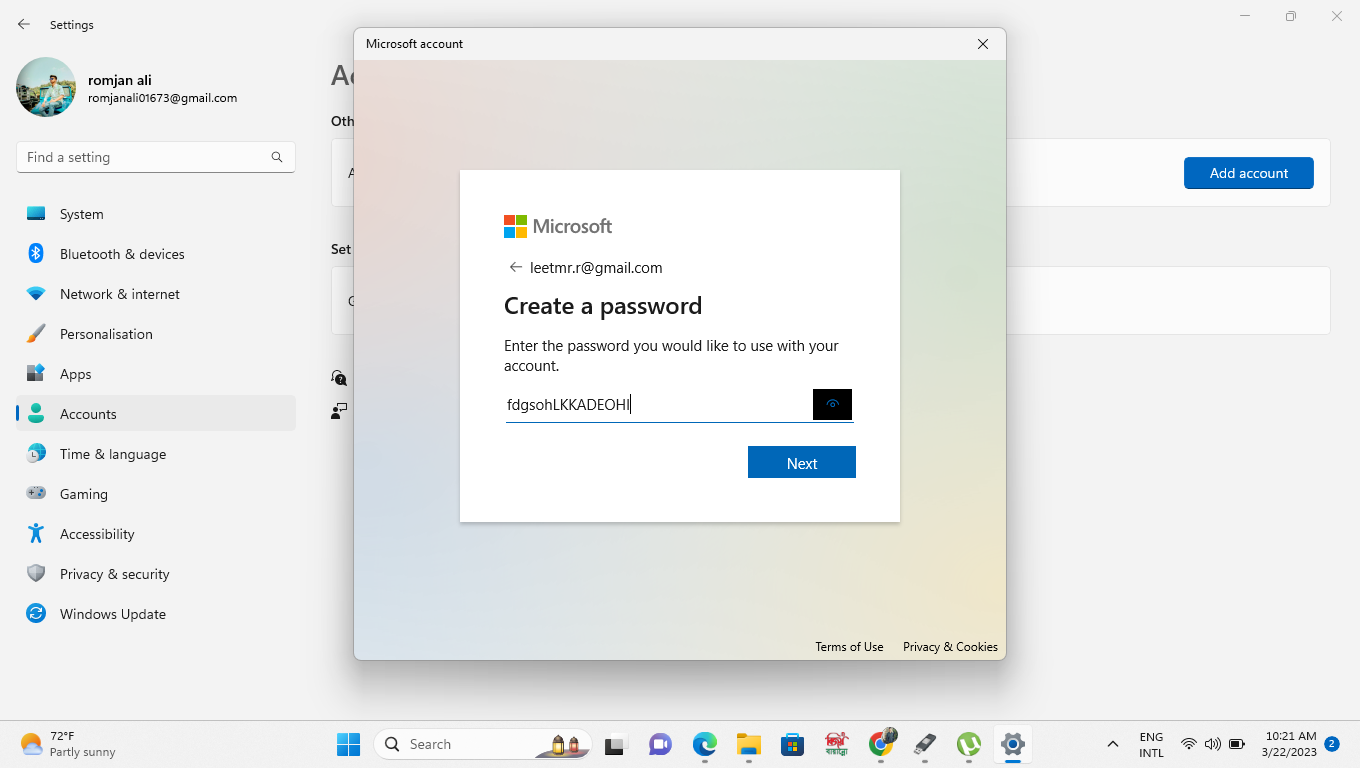 Settings
romjan ali
romjanali01673@gmail.com
Find a setting
System
Bluetooth & devices
Network & internet
Personalisation
Apps
Accounts
Time & language
Gaming
Accessibility
Privacy & security
Windows Update
Ac
Oth
A
Add account
Set
G
Microsoft account
Microsoft
leetmr.r@gmail.com
Create a password
Enter the password you would like to use with your
account.
fdgsohLKKADEOHI
Next
Terms of Use
Privacy & Cookies
72°F
Partly sunny
Search
ENG
INTL
10:21 AM
3/22/2023
2